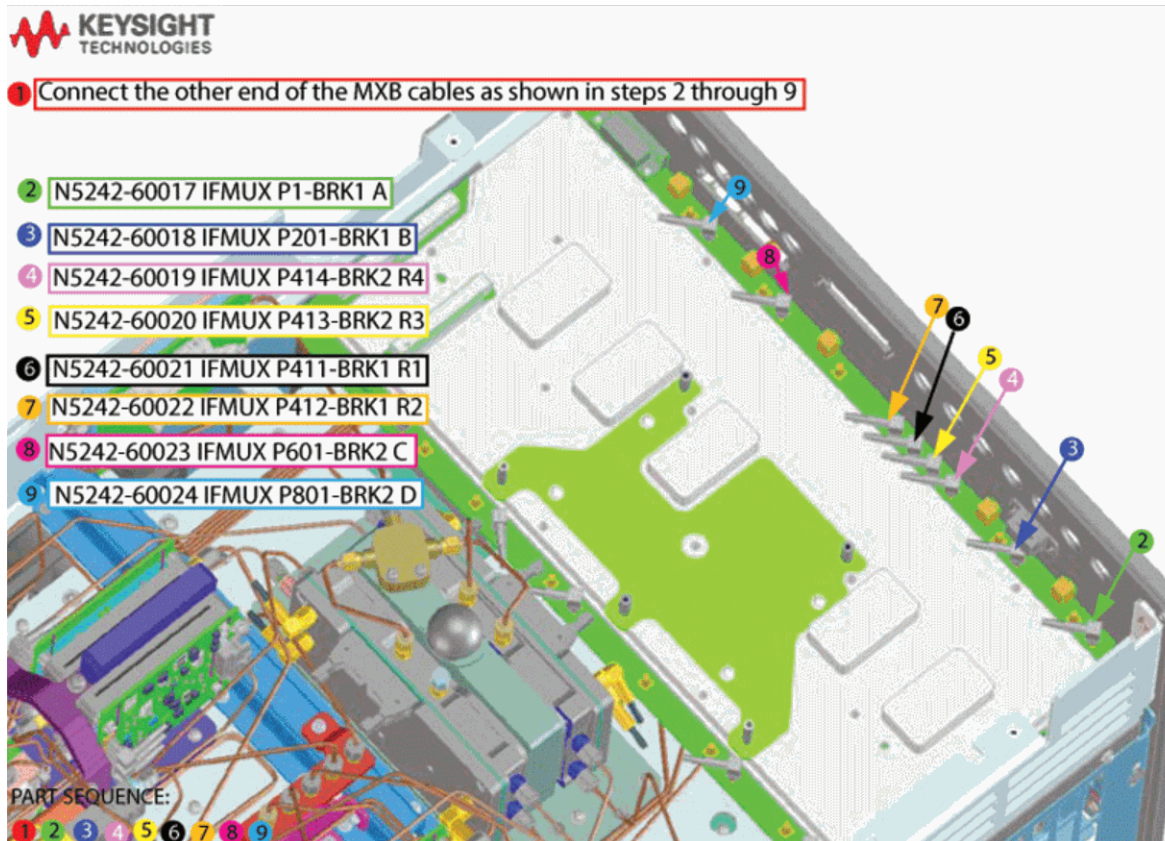 KEYSIGHT
TECHNOLOGIES
1 Connect the other end of the MXB cables as shown in steps 2 through 9
2 N5242-60017 IFMUX P1-BRK1 A
3 N5242-60018 IFMUX P201-BRK1 B
4 N5242-60019 IFMUX P414-BRK2 R4
5 N5242-60020 IFMUX P413-BRK2 R3
6 N5242-60021 IFMUX P411-BRK1 R1
7 N5242-60022 IFMUX P412-BRK1 R2
8 N5242-60023 IFMUX P601-BRK2 C
9 N5242-60024 IFMUX P801-BRK2 D
9
8
7
6
5
4
3
2
PART SEQUENCE:
1 2 3 4 5 6 7 8 9